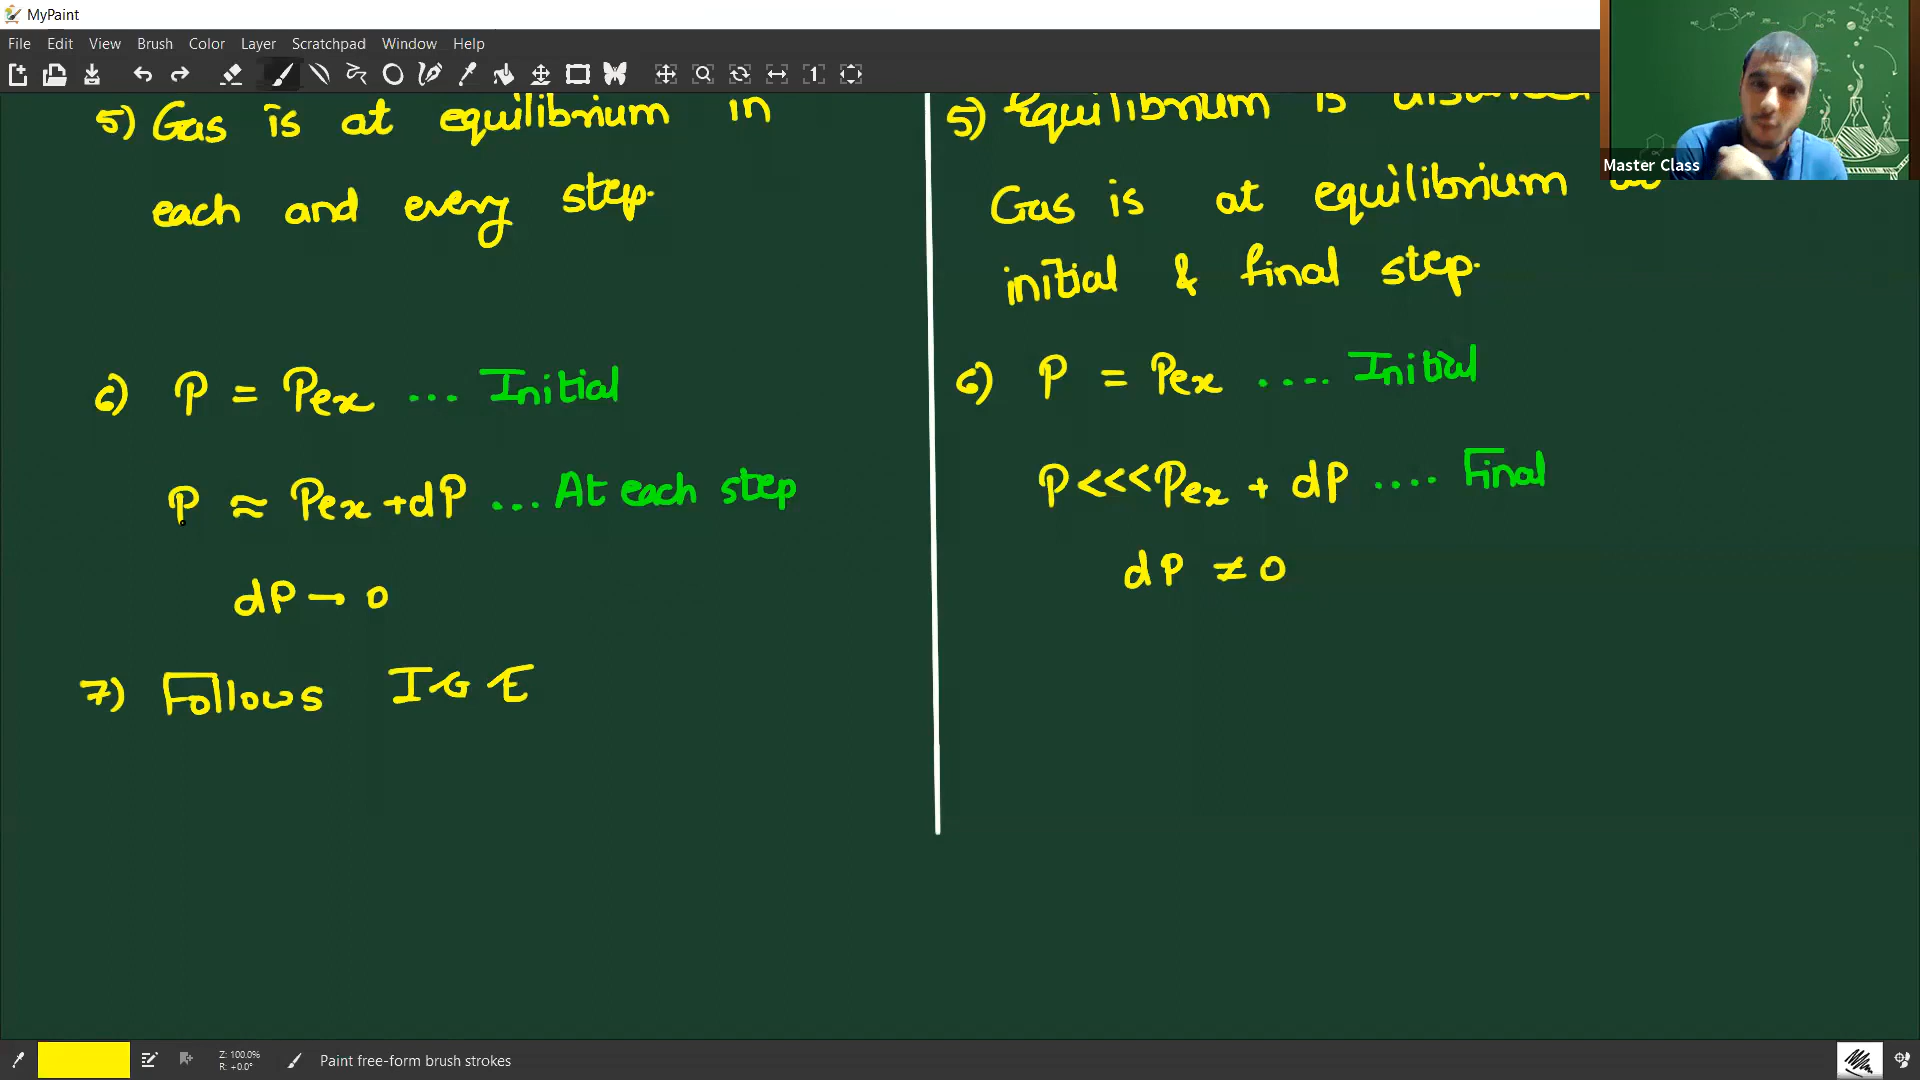 MyPaint
File Edit View Brush Color Layer Scratchpad Window Help
Master Class
5) Gas is at equilibrium in
each and every step.
6) P = Pex ... Initial
P ≈ Pex + dP ... At each step
dP → 0
7) Follows IGE
5) Equilibrium is
Gas is at equilibrium
initial & final step.
6) P = Pex .... Initial
P <<< Pex + dP .... Final
dP ≠ 0
Z: 100.0%
R: +0.0°
Paint free-form brush strokes